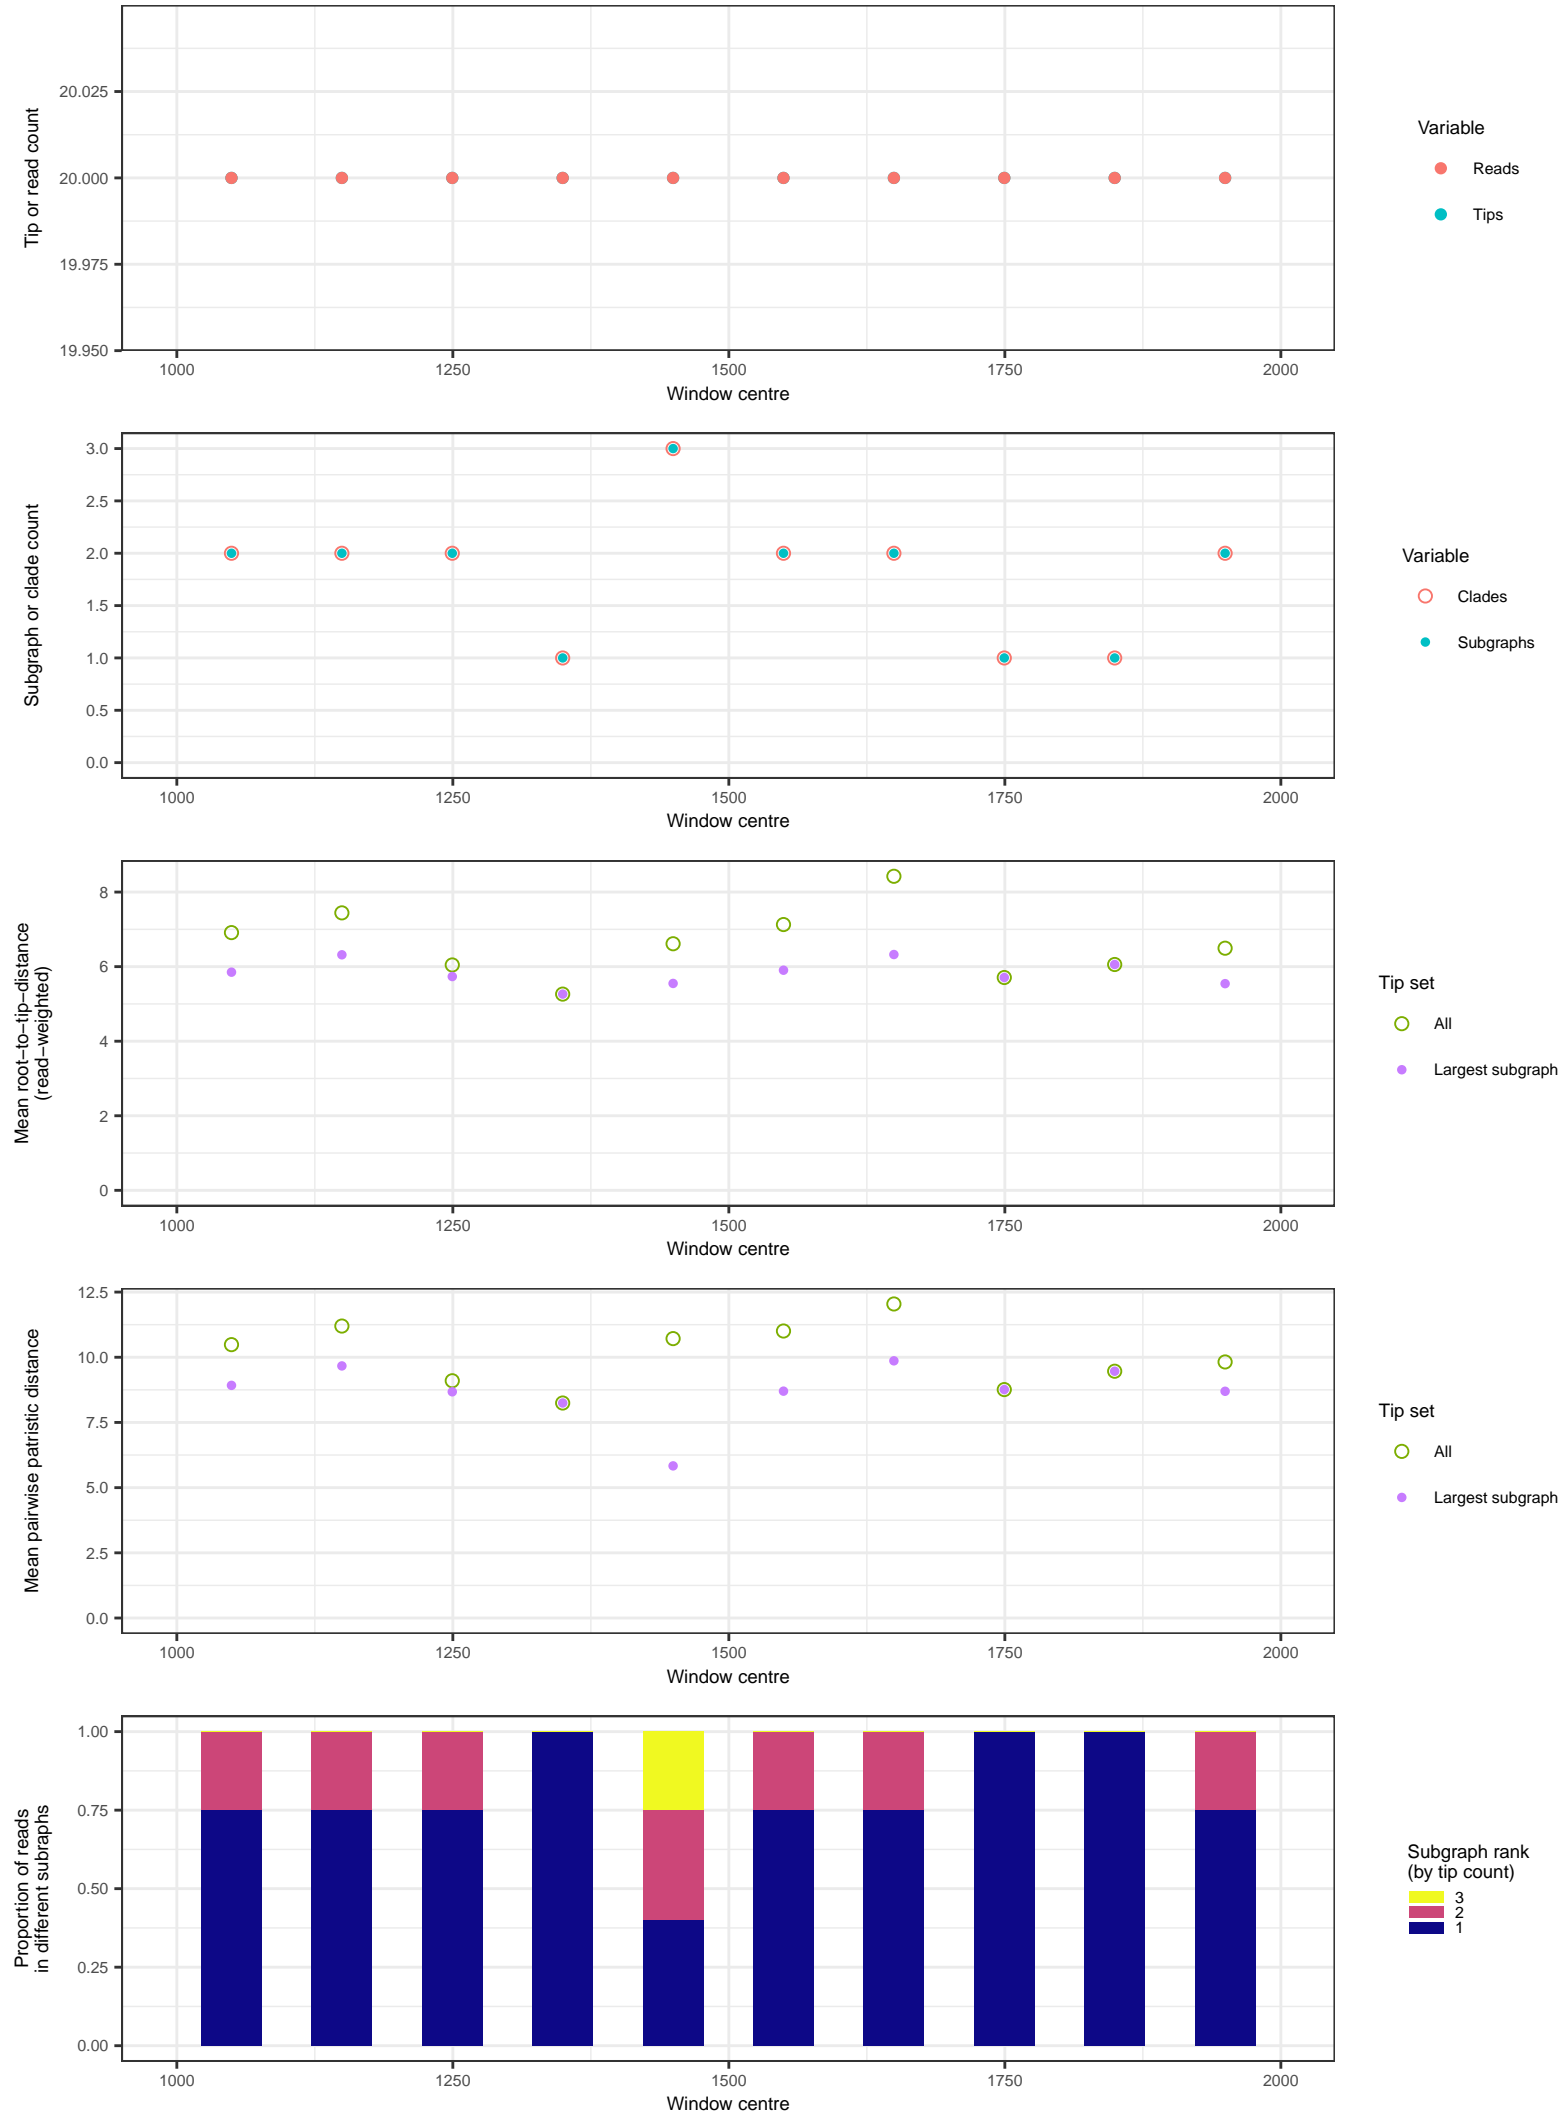 20.025
20.000
19.975
19.950
Tip or read count
1000 1250 1500 1750 2000
Window centre
Variable
Reads
Tips
3.0
2.5
2.0
1.5
1.0
0.5
0.0
Subgraph or clade count
1000 1250 1500 1750 2000
Window centre
Variable
Clades
Subgraphs
8
6
4
2
0
Mean root−to−tip−distance
(read−weighted)
1000 1250 1500 1750 2000
Window centre
Tip set
All
Largest subgraph
12.5
10.0
7.5
5.0
2.5
0.0
Mean pairwise patristic distance
1000 1250 1500 1750 2000
Window centre
Tip set
All
Largest subgraph
1.00
0.75
0.50
0.25
0.00
Proportion of reads
in different subraphs
1000 1250 1500 1750 2000
Window centre
Subgraph rank
(by tip count)
3
2
1